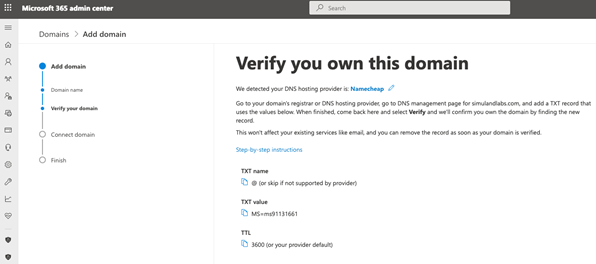 Microsoft 365 admin center
Search
Domains > Add domain
Add domain
Domain name
Verify your domain
Connect domain
Finish
Verify you own this domain
We detected your DNS hosting provider is: Namecheap
Go to your domain's registrar or DNS hosting provider, go to DNS management page for simulandlabs.com, and add a TXT record that
uses the values below. When finished, come back here and select Verify and we'll confirm you own the domain by finding the new
record.
This won't affect your existing services like email, and you can remove the record as soon as your domain is verified.
Step-by-step instructions
TXT name
@ (or skip if not supported by provider)
TXT value
MS=ms91131661
TTL
3600 (or your provider default)